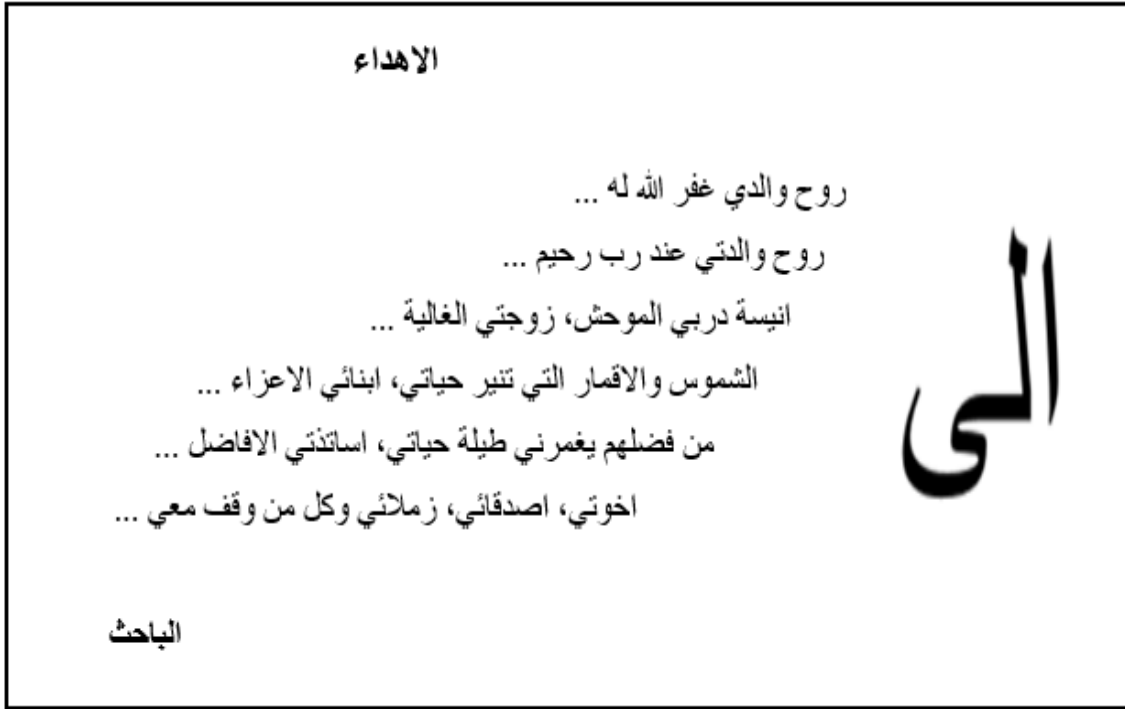 الاهداء
الى
روح والدي غفر الله له ...
روح والدتي عند رب رحيم ...
انيسة دربي الموحش، زوجتي الغالية ...
الشموس والاقمار التي تنير حياتي، ابنائي الاعزاء ...
من فضلهم يغمرني طيلة حياتي، اساتذتي الافاضل ...
اخوتي، اصدقائي، زملائي وكل من وقف معي ...
الباحث